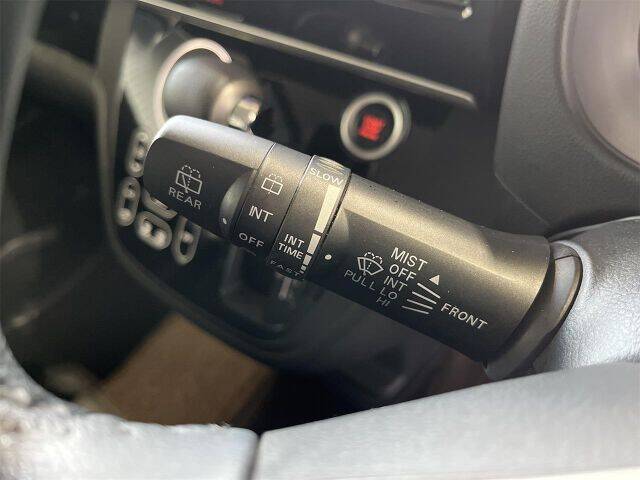 REAR
INT
OFF
SLOW
INT
TIME
FAST
MIST
OFF
INT
PULL LO
HI
FRONT